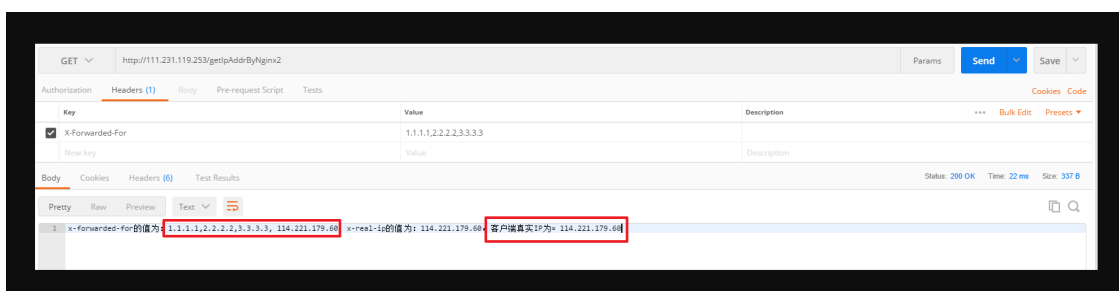 GET http://111.231.119.253/getIpAddrByNginx2 Params Send Save
Authorization Headers (1) Body Pre-request Script Tests Cookies Code
Key Value Description ••• Bulk Edit Presets
X-Forwarded-For 1.1.1.1,2.2.2.2,3.3.3.3
New key Value Description
Body Cookies Headers (6) Test Results Status: 200 OK Time: 22 ms Size: 337 B
Pretty Raw Preview Text
1 x-forwarded-for的值为: 1.1.1.1,2.2.2.2,3.3.3.3, 114.221.179.60 x-real-ip的值为: 114.221.179.60, 客户端真实IP为= 114.221.179.60